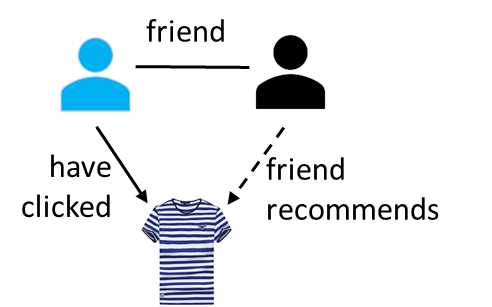 friend
have
clicked
friend
recommends